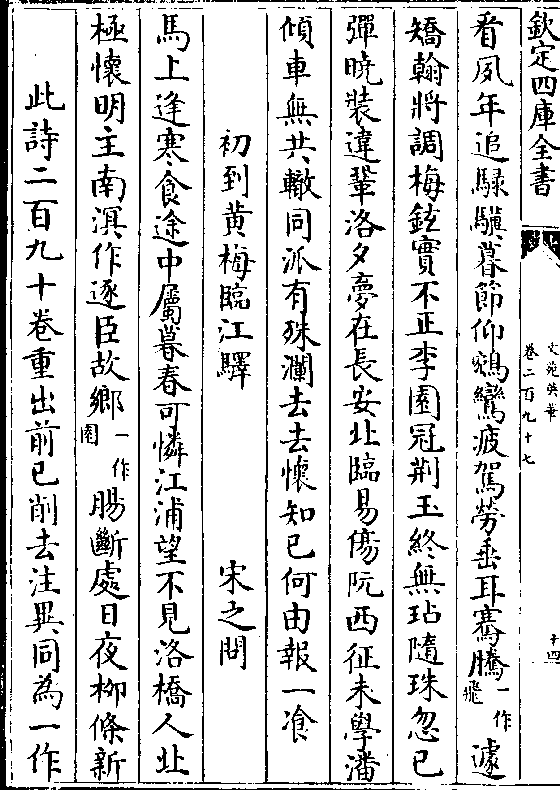 欽定四庫全書
文苑英華
卷二百九十七
十四
看夙年追騄驥暮節仰鵷鸞疲駕勞垂耳騫騰一作飛遽
矯翰將調梅鉉實不正李園冠荆玉終無玷隨珠忽已
彈曉裝違鞏洛夕夢在長安北臨易傷阮西征未學潘
傾車無共轍同派有殊瀾去去懷知已何由報一飡
初到黄梅臨江驛
宋之問
馬上逢寒食途中屬暮春可憐江浦望不見洛橋人北
極懷明主南溟作逐臣故鄉一作園腸斷處日夜栁條新
此詩二百九十卷重出前已削去注異同為一作